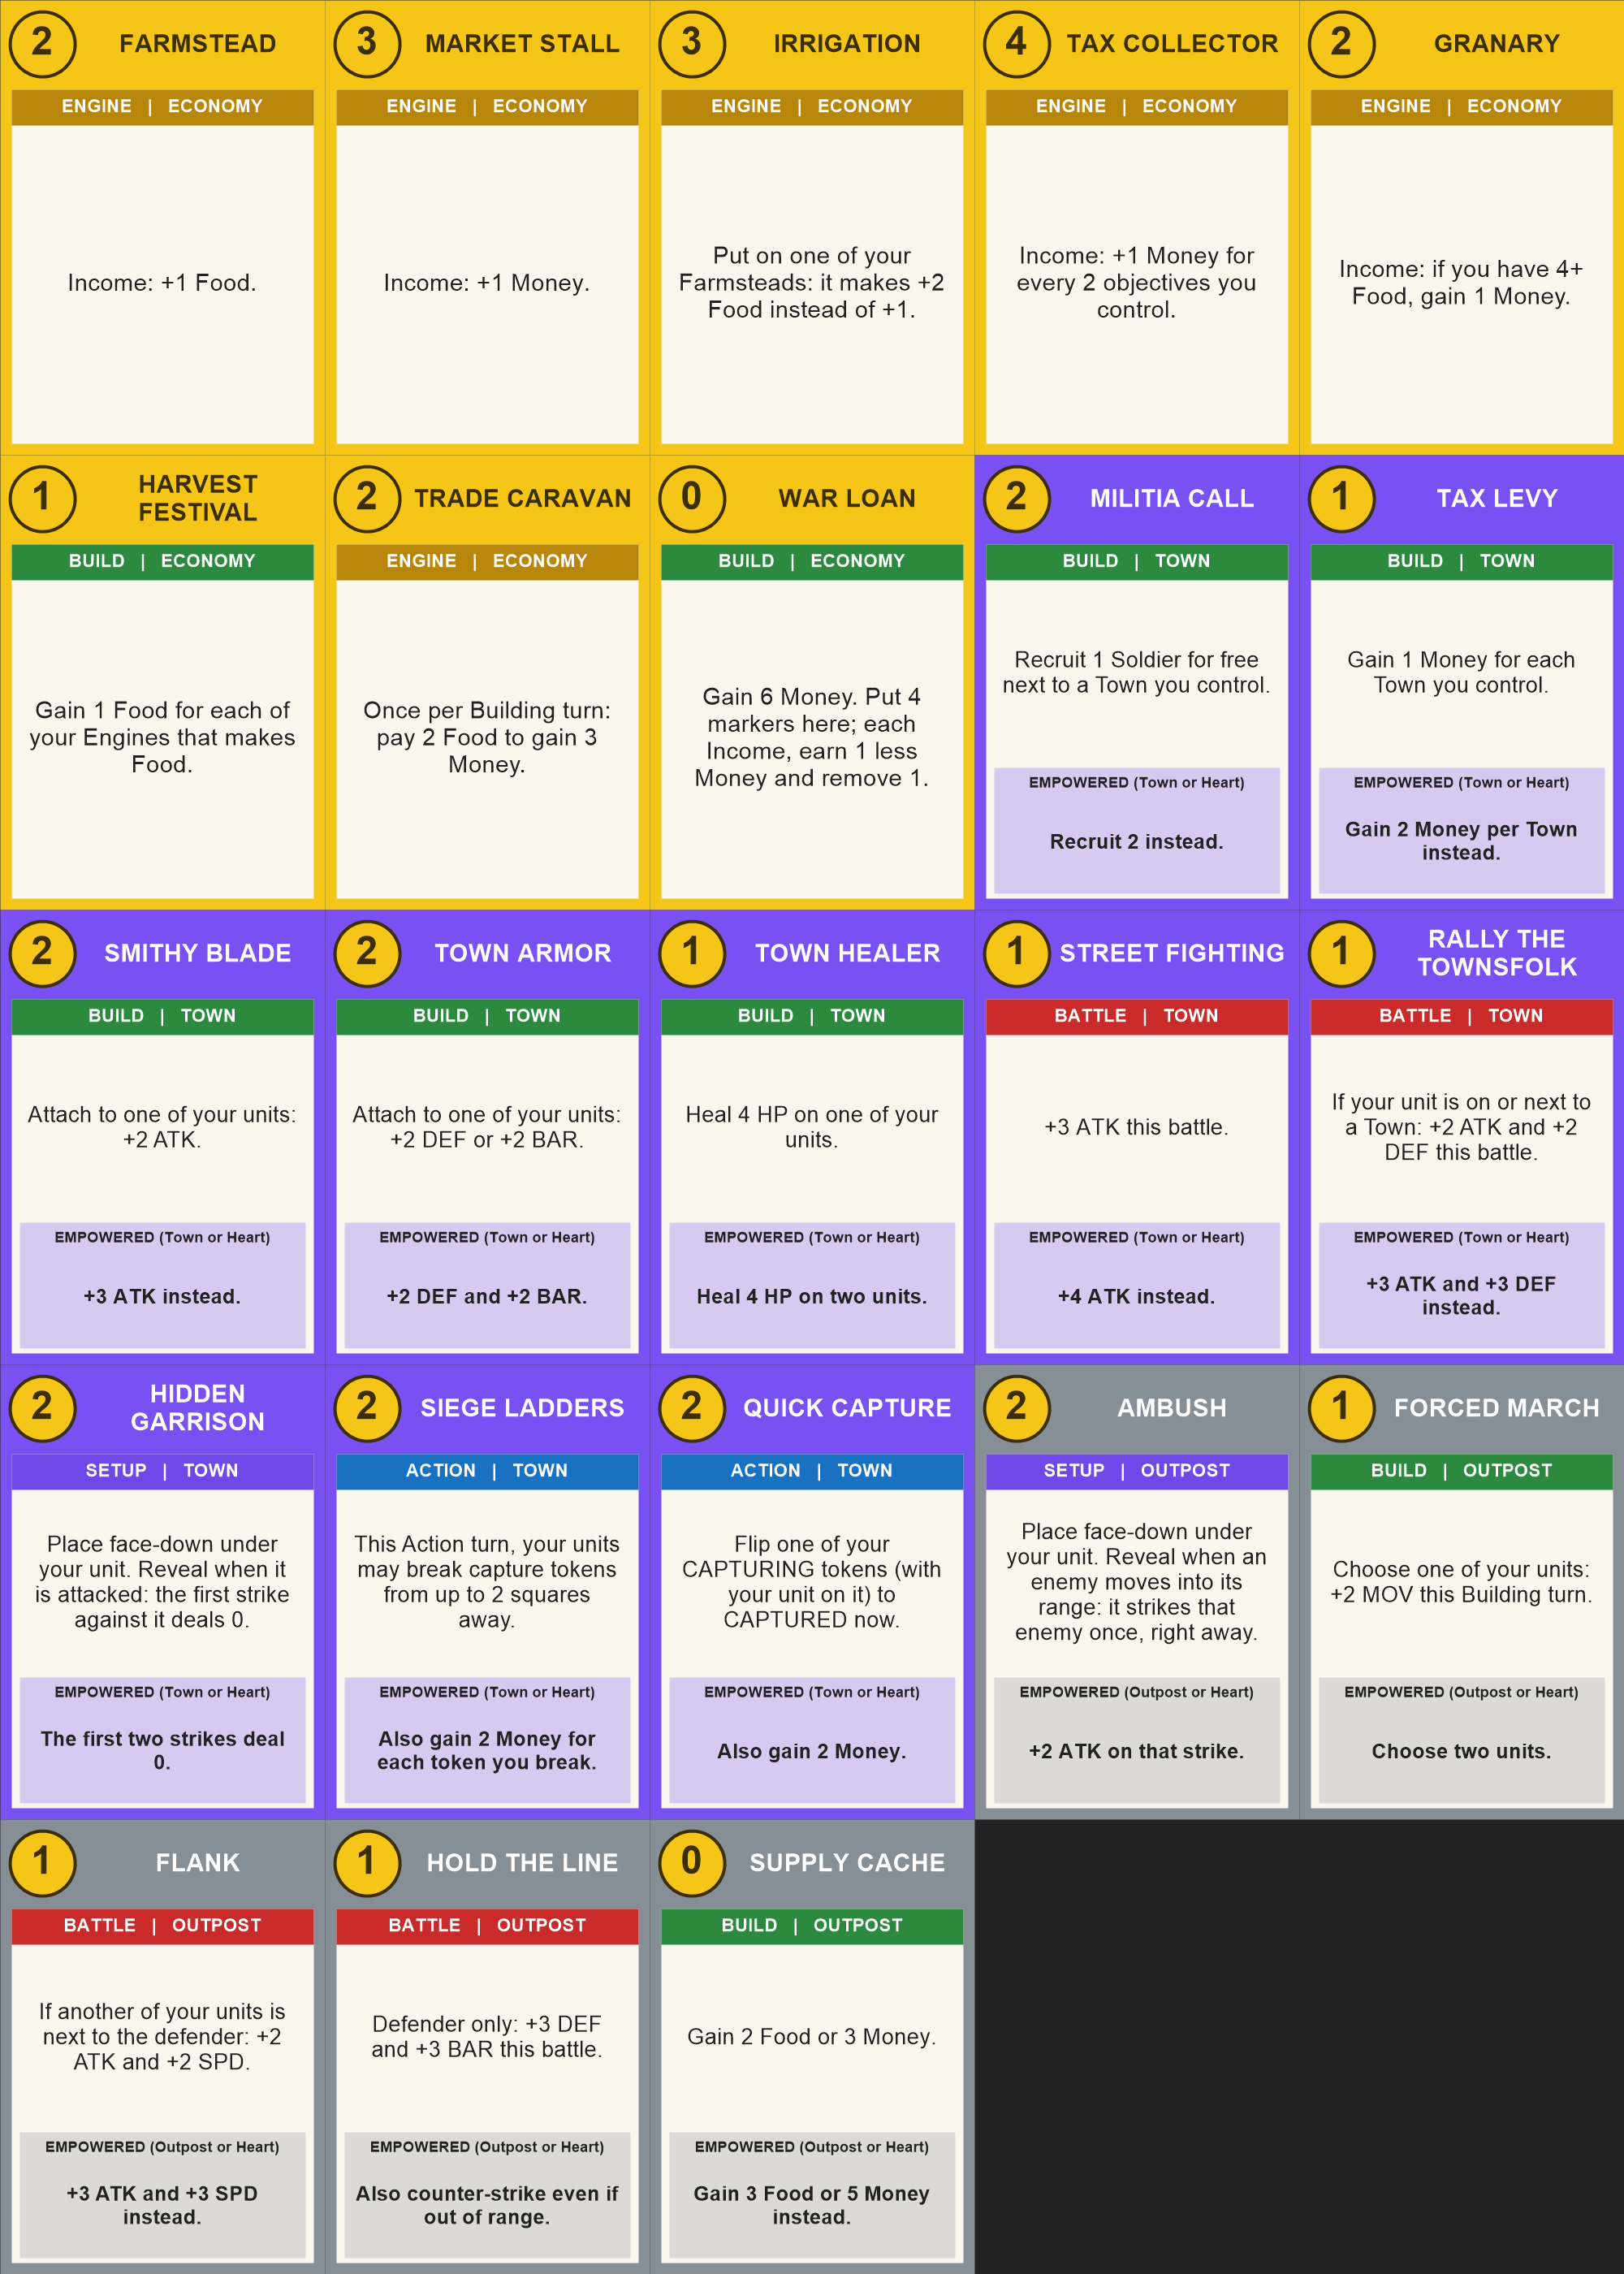 2
FARMSTEAD
ENGINE | ECONOMY
Income: +1 Food.
3
MARKET STALL
ENGINE | ECONOMY
Income: +1 Money.
3
IRRIGATION
ENGINE | ECONOMY
Put on one of your
Farmsteads: it makes +2
Food instead of +1.
4
TAX COLLECTOR
ENGINE | ECONOMY
Income: +1 Money for
every 2 objectives you
control.
2
GRANARY
ENGINE | ECONOMY
Income: if you have 4+
Food, gain 1 Money.
1
HARVEST
FESTIVAL
BUILD | ECONOMY
Gain 1 Food for each of
your Engines that makes
Food.
2
TRADE CARAVAN
ENGINE | ECONOMY
Once per Building turn:
pay 2 Food to gain 3
Money.
0
WAR LOAN
BUILD | ECONOMY
Gain 6 Money. Put 4
markers here; each
Income, earn 1 less
Money and remove 1.
2
MILITIA CALL
BUILD | TOWN
Recruit 1 Soldier for free
next to a Town you control.
EMPOWERED (Town or Heart)
Recruit 2 instead.
1
TAX LEVY
BUILD | TOWN
Gain 1 Money for each
Town you control.
EMPOWERED (Town or Heart)
Gain 2 Money per Town
instead.
2
SMITHY BLADE
BUILD | TOWN
Attach to one of your units:
+2 ATK.
EMPOWERED (Town or Heart)
+3 ATK instead.
2
TOWN ARMOR
BUILD | TOWN
Attach to one of your units:
+2 DEF or +2 BAR.
EMPOWERED (Town or Heart)
+2 DEF and +2 BAR.
1
TOWN HEALER
BUILD | TOWN
Heal 4 HP on one of your
units.
EMPOWERED (Town or Heart)
Heal 4 HP on two units.
1
STREET FIGHTING
BATTLE | TOWN
+3 ATK this battle.
EMPOWERED (Town or Heart)
+4 ATK instead.
1
RALLY THE
TOWNSFOLK
BATTLE | TOWN
If your unit is on or next to
a Town: +2 ATK and +2
DEF this battle.
EMPOWERED (Town or Heart)
+3 ATK and +3 DEF
instead.
2
HIDDEN
GARRISON
SETUP | TOWN
Place face-down under
your unit. Reveal when it
is attacked: the first strike
against it deals 0.
EMPOWERED (Town or Heart)
The first two strikes deal
0.
2
SIEGE LADDERS
ACTION | TOWN
This Action turn, your units
may break capture tokens
from up to 2 squares
away.
EMPOWERED (Town or Heart)
Also gain 2 Money for
each token you break.
2
QUICK CAPTURE
ACTION | TOWN
Flip one of your
CAPTURING tokens (with
your unit on it) to
CAPTURED now.
EMPOWERED (Town or Heart)
Also gain 2 Money.
2
AMBUSH
SETUP | OUTPOST
Place face-down under
your unit. Reveal when an
enemy moves into its
range: it strikes that
enemy once, right away.
EMPOWERED (Outpost or Heart)
+2 ATK on that strike.
1
FORCED MARCH
BUILD | OUTPOST
Choose one of your units:
+2 MOV this Building turn.
EMPOWERED (Outpost or Heart)
Choose two units.
1
FLANK
BATTLE | OUTPOST
If another of your units is
next to the defender: +2
ATK and +2 SPD.
EMPOWERED (Outpost or Heart)
+3 ATK and +3 SPD
instead.
1
HOLD THE LINE
BATTLE | OUTPOST
Defender only: +3 DEF
and +3 BAR this battle.
EMPOWERED (Outpost or Heart)
Also counter-strike even if
out of range.
0
SUPPLY CACHE
BUILD | OUTPOST
Gain 2 Food or 3 Money.
EMPOWERED (Outpost or Heart)
Gain 3 Food or 5 Money
instead.